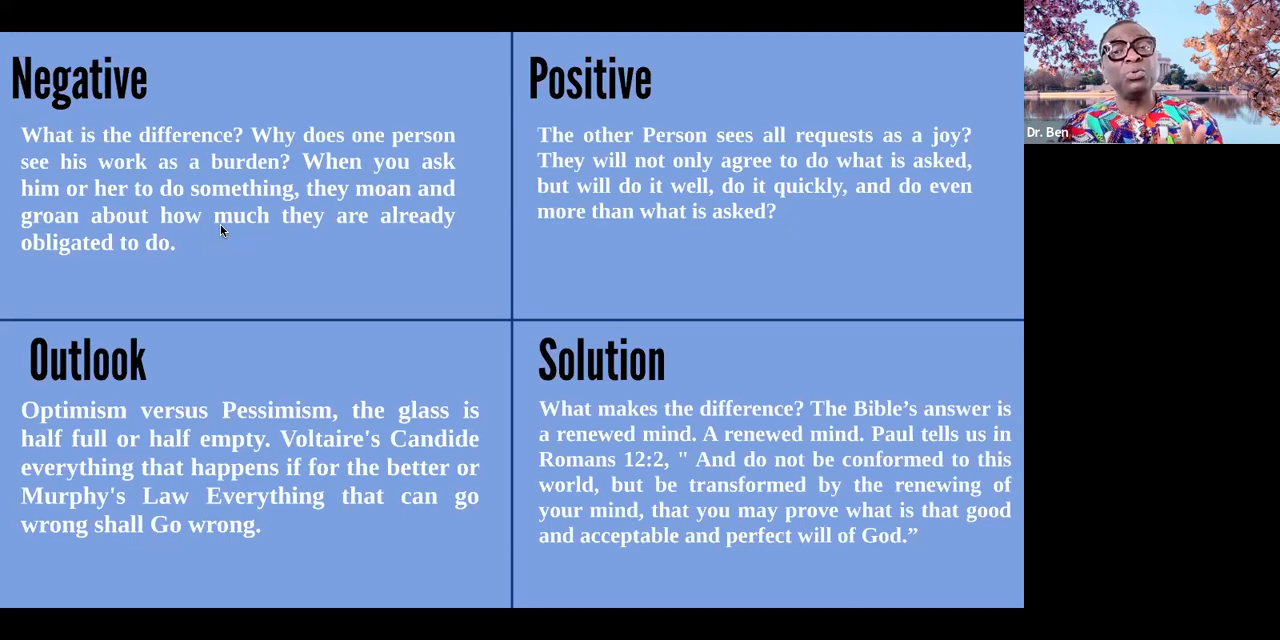 Negative
What is the difference? Why does one person
see his work as a burden? When you ask
him or her to do something, they moan and
groan about how much they are already
obligated to do.
Positive
The other Person sees all requests as a joy?
They will not only agree to do what is asked,
but will do it well, do it quickly, and do even
more than what is asked?
Outlook
Optimism versus Pessimism, the glass is
half full or half empty. Voltaire's Candide
everything that happens if for the better or
Murphy's Law Everything that can go
wrong shall Go wrong.
Solution
What makes the difference? The Bible’s answer is
a renewed mind. A renewed mind. Paul tells us in
Romans 12:2, " And do not be conformed to this
world, but be transformed by the renewing of
your mind, that you may prove what is that good
and acceptable and perfect will of God.”
Dr. Ben